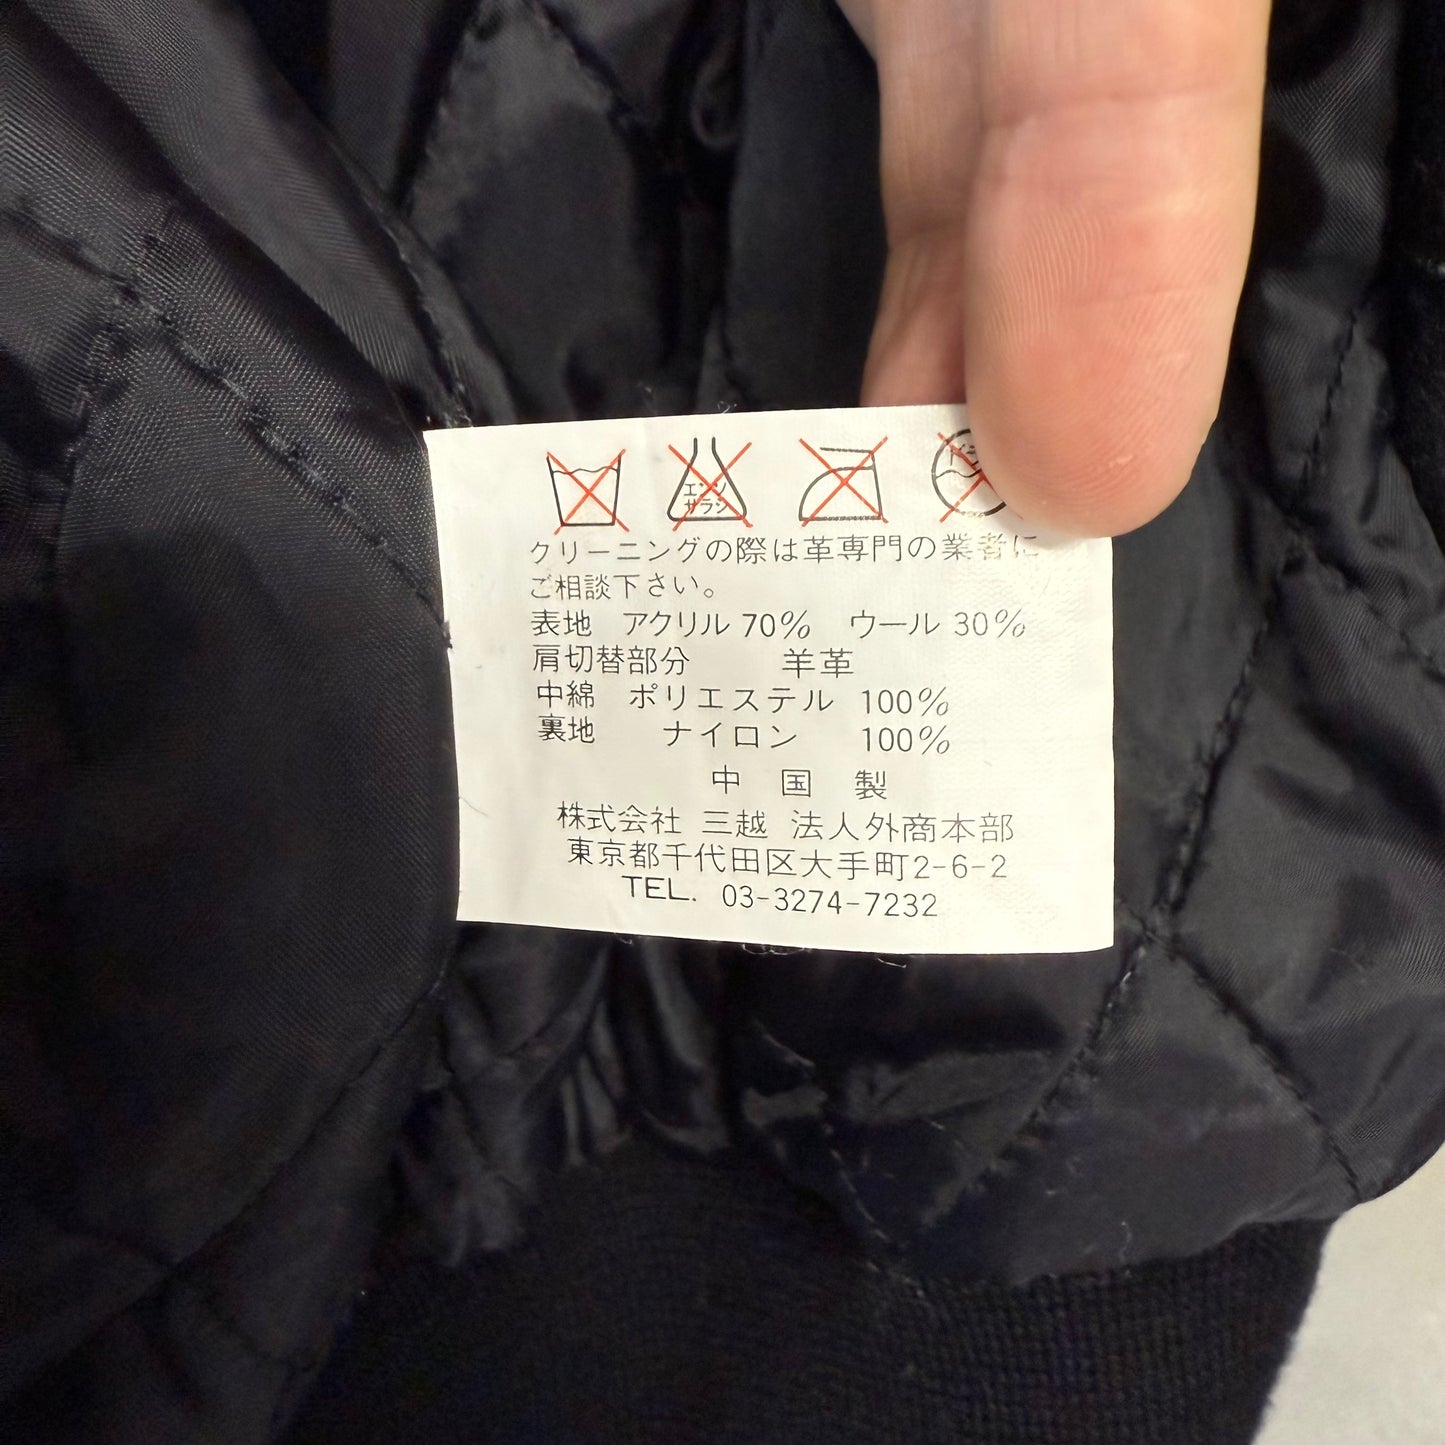 エンソ
サラシ
クリーニングの際は革専門の業者に
ご相談下さい。
表地 アクリル 70% ウール 30%
肩切替部分 羊革
中綿 ポリエステル 100%
裏地 ナイロン 100%
中国製
株式会社 三越 法人外商本部
東京都千代田区大手町2-6-2
TEL. 03-3274-7232